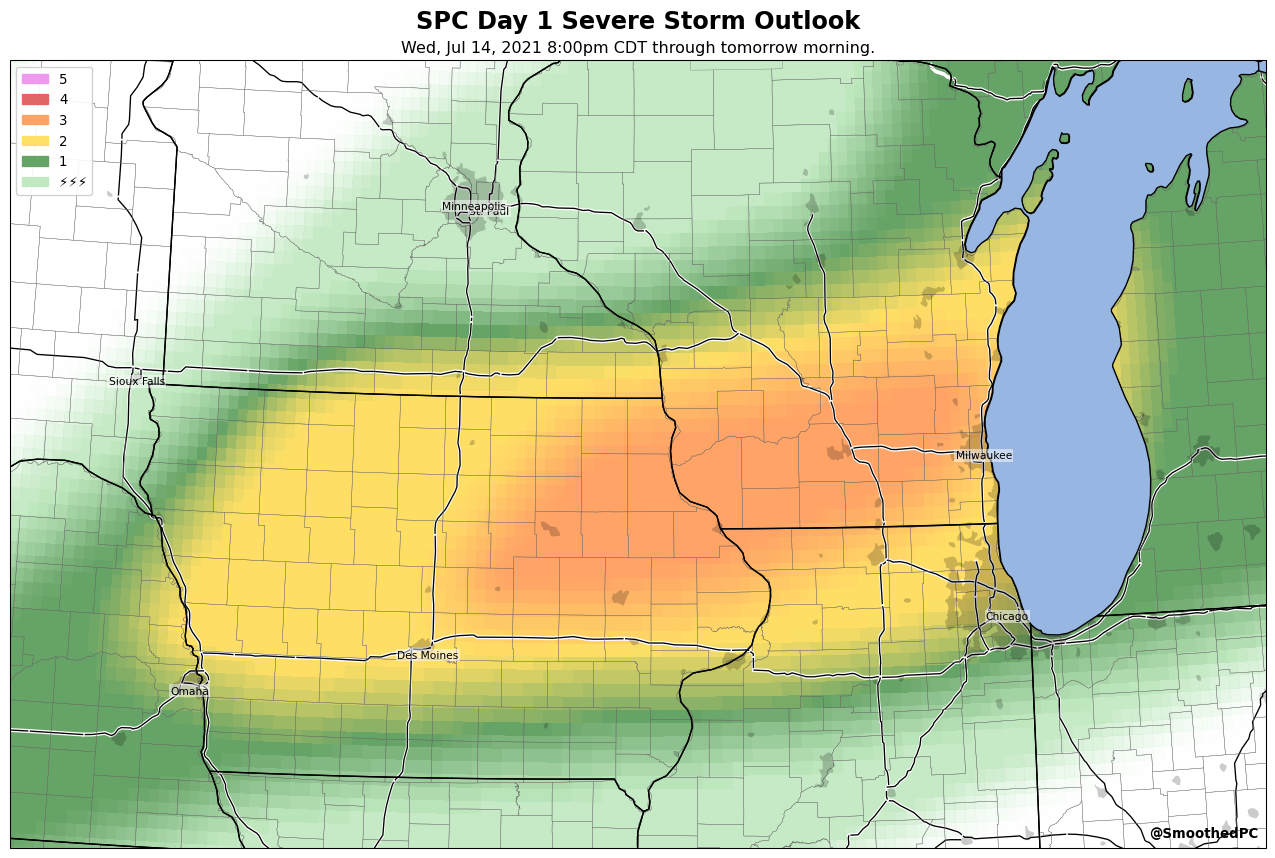 SPC Day 1 Severe Storm Outlook
Wed, Jul 14, 2021 8:00pm CDT through tomorrow morning.
5
4
3
2
1
⚡⚡⚡
Minneapolis
St. Paul
Sioux Falls
Milwaukee
Chicago
Des Moines
Omaha
@SmoothedPC